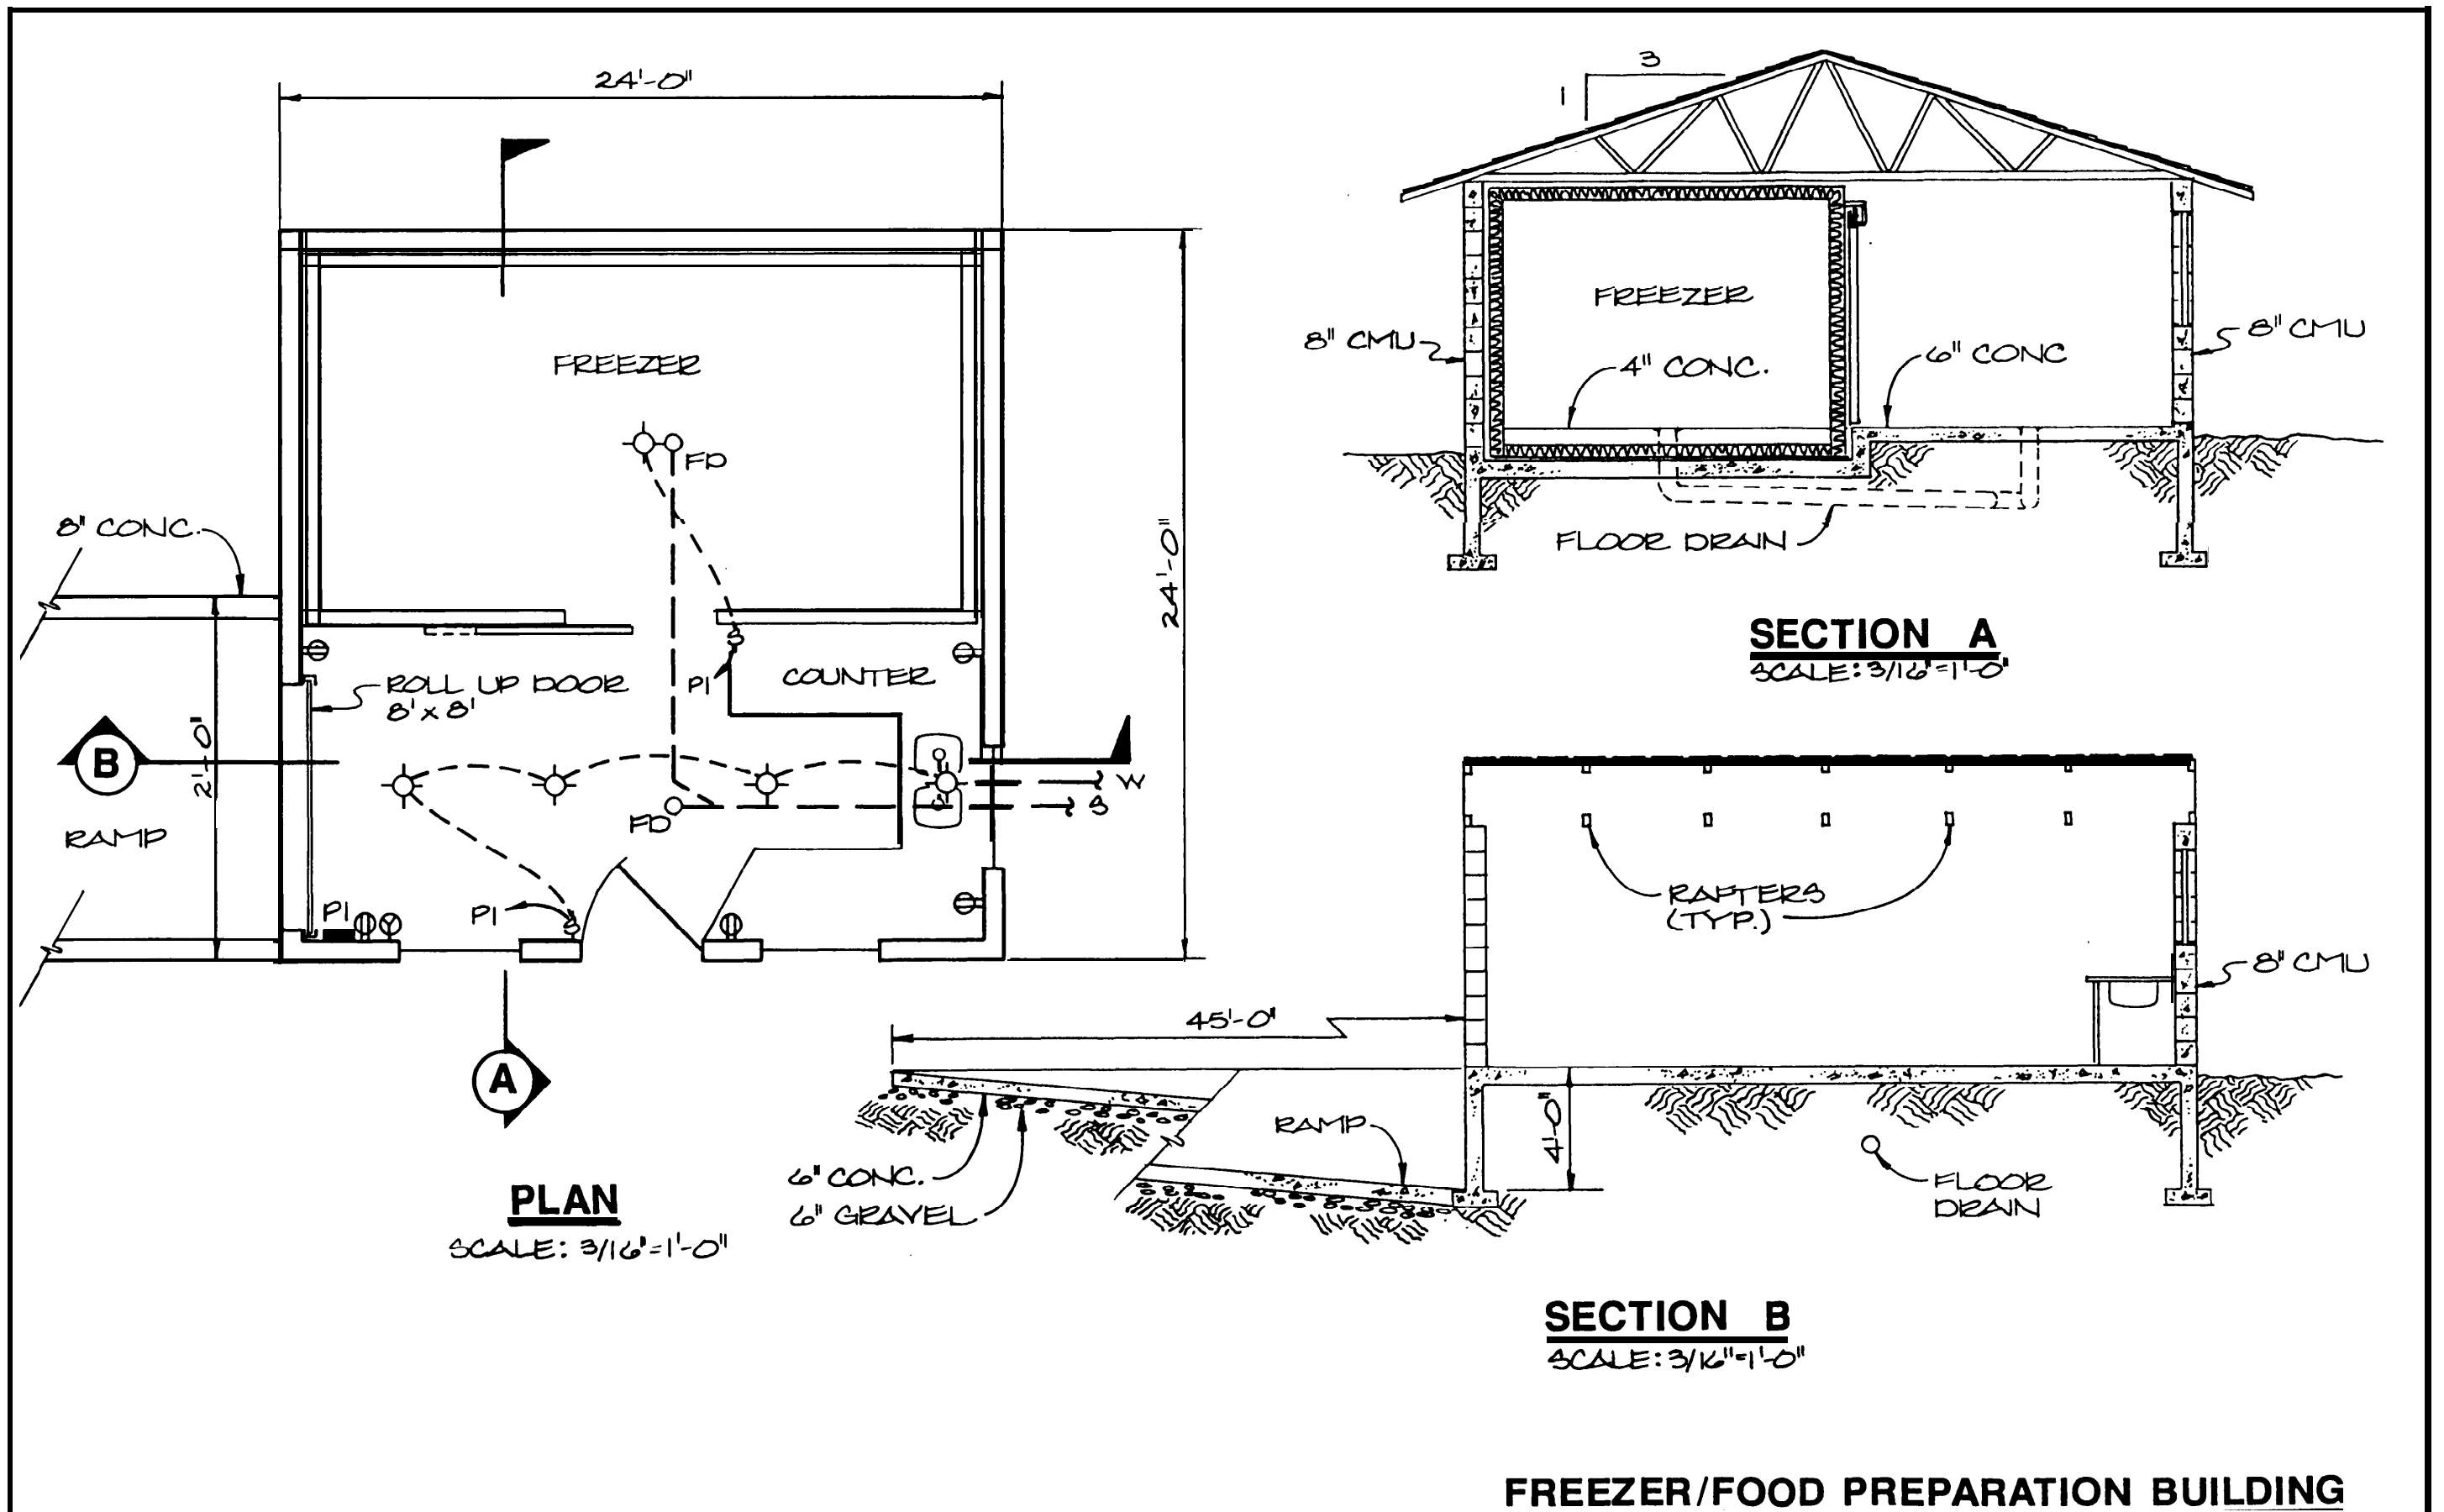 24'-0"
FREEZER
FD
8" CONC.
24'-0"
S
P1
COUNTER
ROLL UP DOOR
8' x 8'
B
2'-0"
W
S
FD
RAMP
P1
P1
S
A
PLAN
SCALE: 3/16"=1'-0"
3
1
FREEZER
8" CMU
8" CMU
4" CONC.
6" CONC
FLOOR DRAIN
SECTION A
SCALE: 3/16"=1'-0"
RAFTERS
(TYP.)
8" CMU
45'-0"
4'-0"
RAMP
6" CONC.
6" GRAVEL
FLOOR
DRAIN
SECTION B
SCALE: 3/16"=1'-0"
FREEZER/FOOD PREPARATION BUILDING